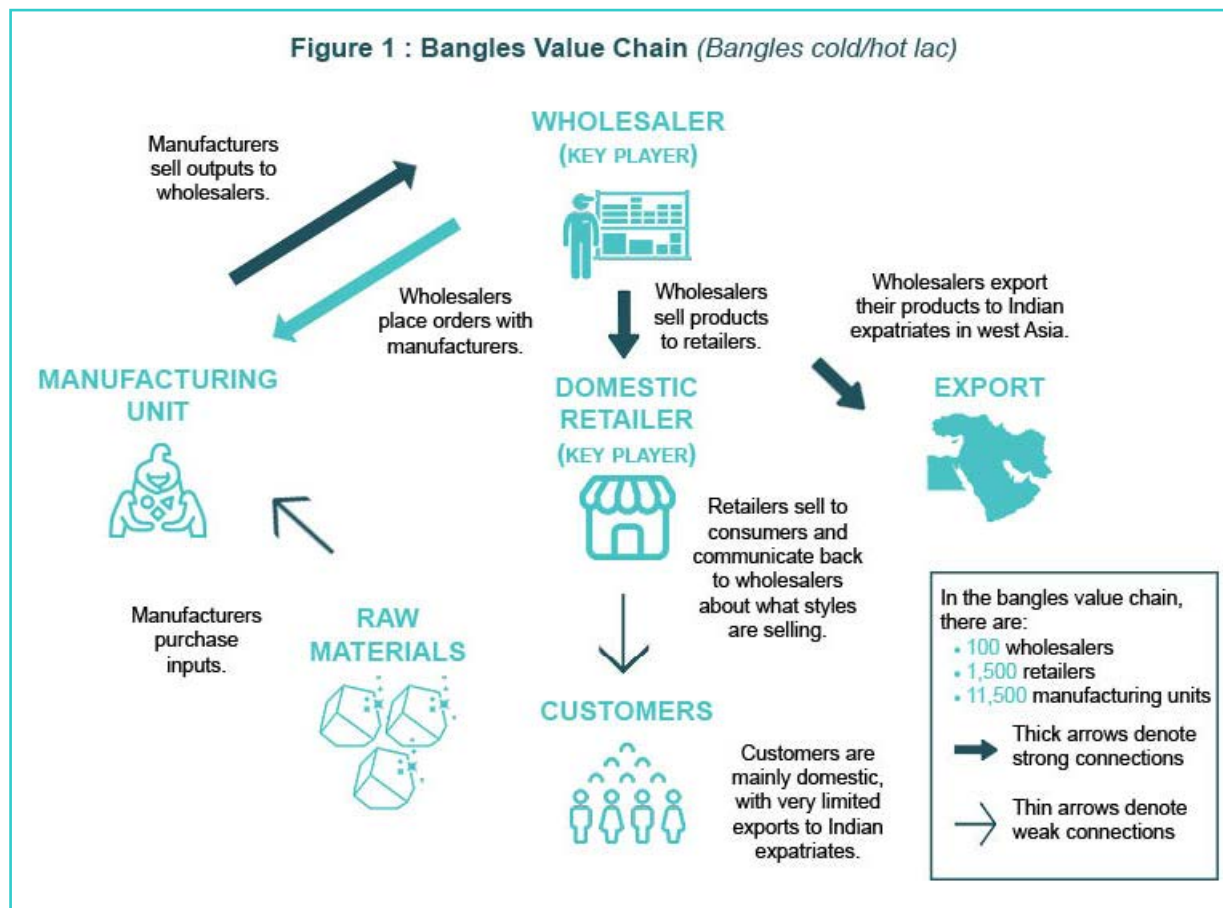 Figure 1 : Bangles Value Chain (Bangles cold/hot lac)
WHOLESALER
(KEY PLAYER)
Manufacturers
sell outputs to
wholesalers.
Wholesalers
place orders with
manufacturers.
Wholesalers
sell products
to retailers.
Wholesalers export
their products to Indian
expatriates in west Asia.
MANUFACTURING
UNIT
DOMESTIC
RETAILER
(KEY PLAYER)
EXPORT
Retailers sell to
consumers and
communicate back
to wholesalers
about what styles
are selling.
Manufacturers
purchase
inputs.
RAW
MATERIALS
CUSTOMERS
Customers are
mainly domestic,
with very limited
exports to Indian
expatriates.
In the bangles value chain,
there are:
• 100 wholesalers
• 1,500 retailers
• 11,500 manufacturing units
Thick arrows denote
strong connections
Thin arrows denote
weak connections